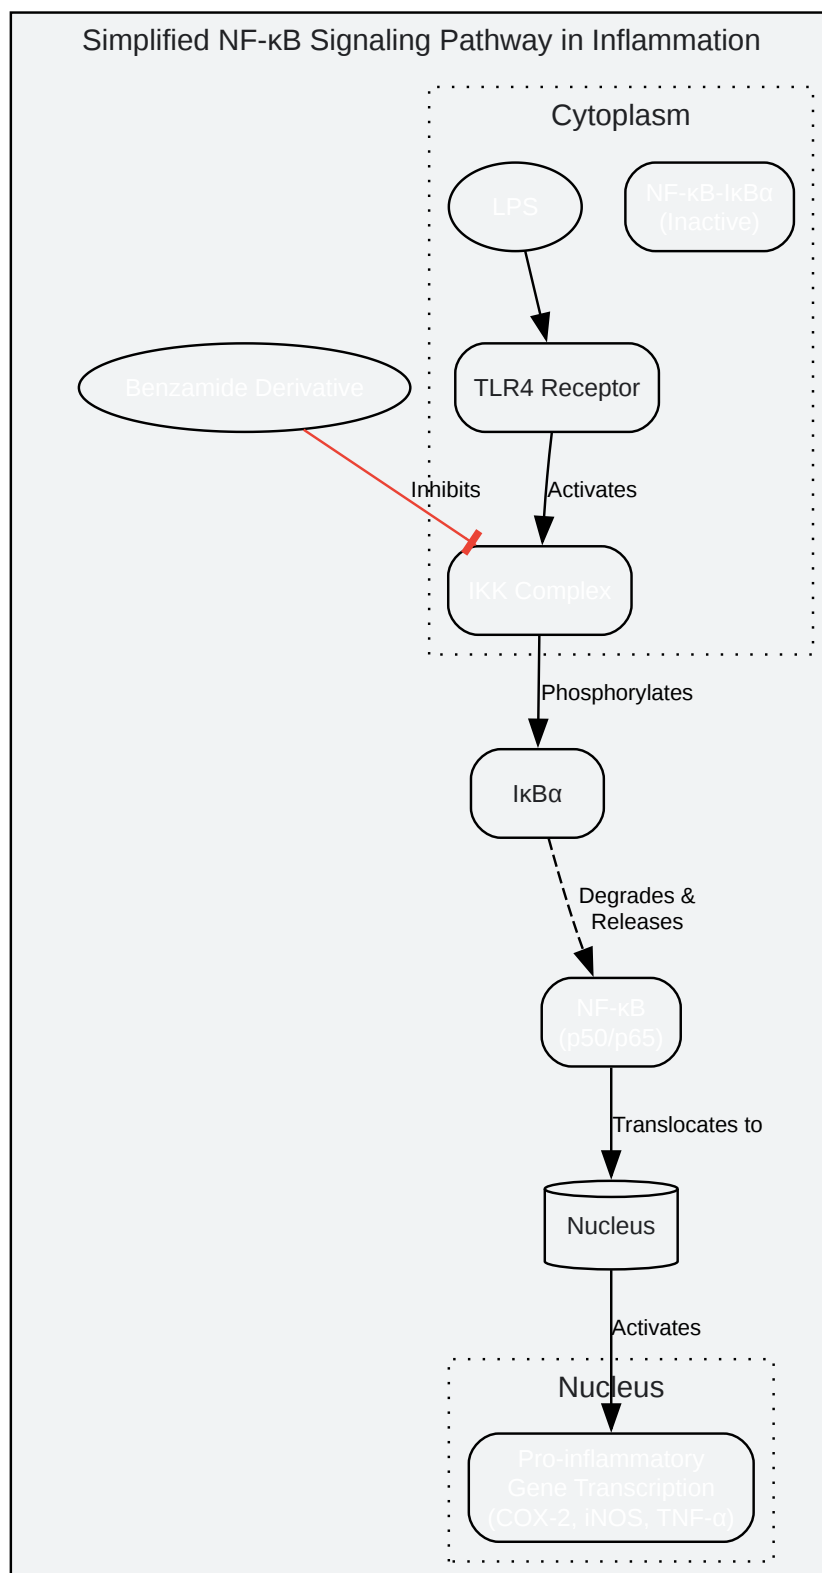 Simplified NF-κB Signaling Pathway in Inflammation
Cytoplasm
LPS
NF-κB-IκBα
(Inactive)
Benzamide Derivative
TLR4 Receptor
Inhibits
Activates
IKK Complex
Phosphorylates
IκBα
Degrades &
Releases
NF-κB
(p50/p65)
Translocates to
Nucleus
Activates
Nucleus
Pro-inflammatory
Gene Transcription
(COX-2, iNOS, TNF-α)